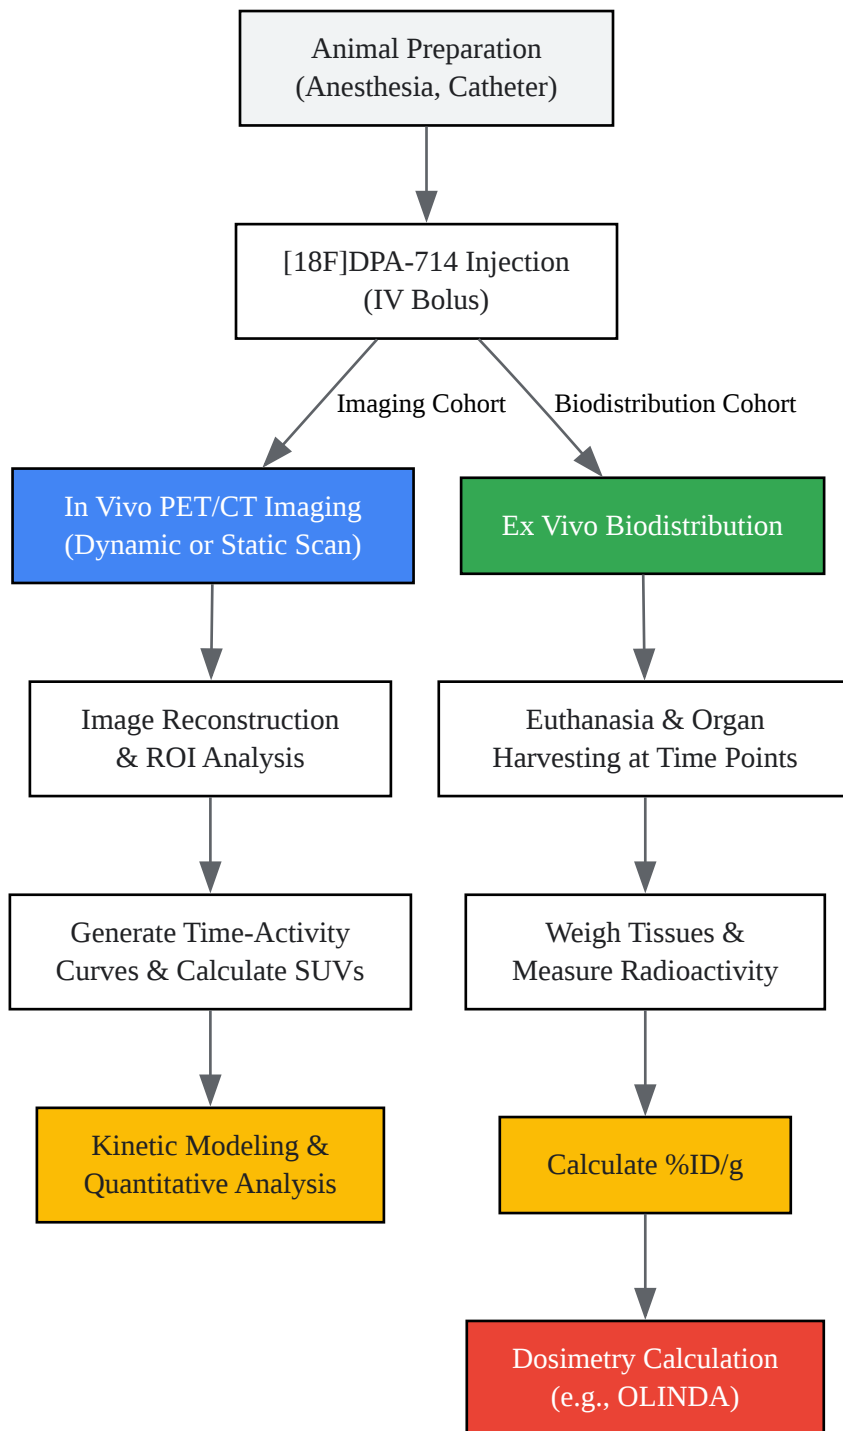 Animal Preparation
(Anesthesia, Catheter)
[18F]DPA-714 Injection
(IV Bolus)
Imaging Cohort
Biodistribution Cohort
In Vivo PET/CT Imaging
(Dynamic or Static Scan)
Ex Vivo Biodistribution
Image Reconstruction
& ROI Analysis
Euthanasia & Organ
Harvesting at Time Points
Generate Time-Activity
Curves & Calculate SUVs
Weigh Tissues &
Measure Radioactivity
Kinetic Modeling &
Quantitative Analysis
Calculate %ID/g
Dosimetry Calculation
(e.g., OLINDA)